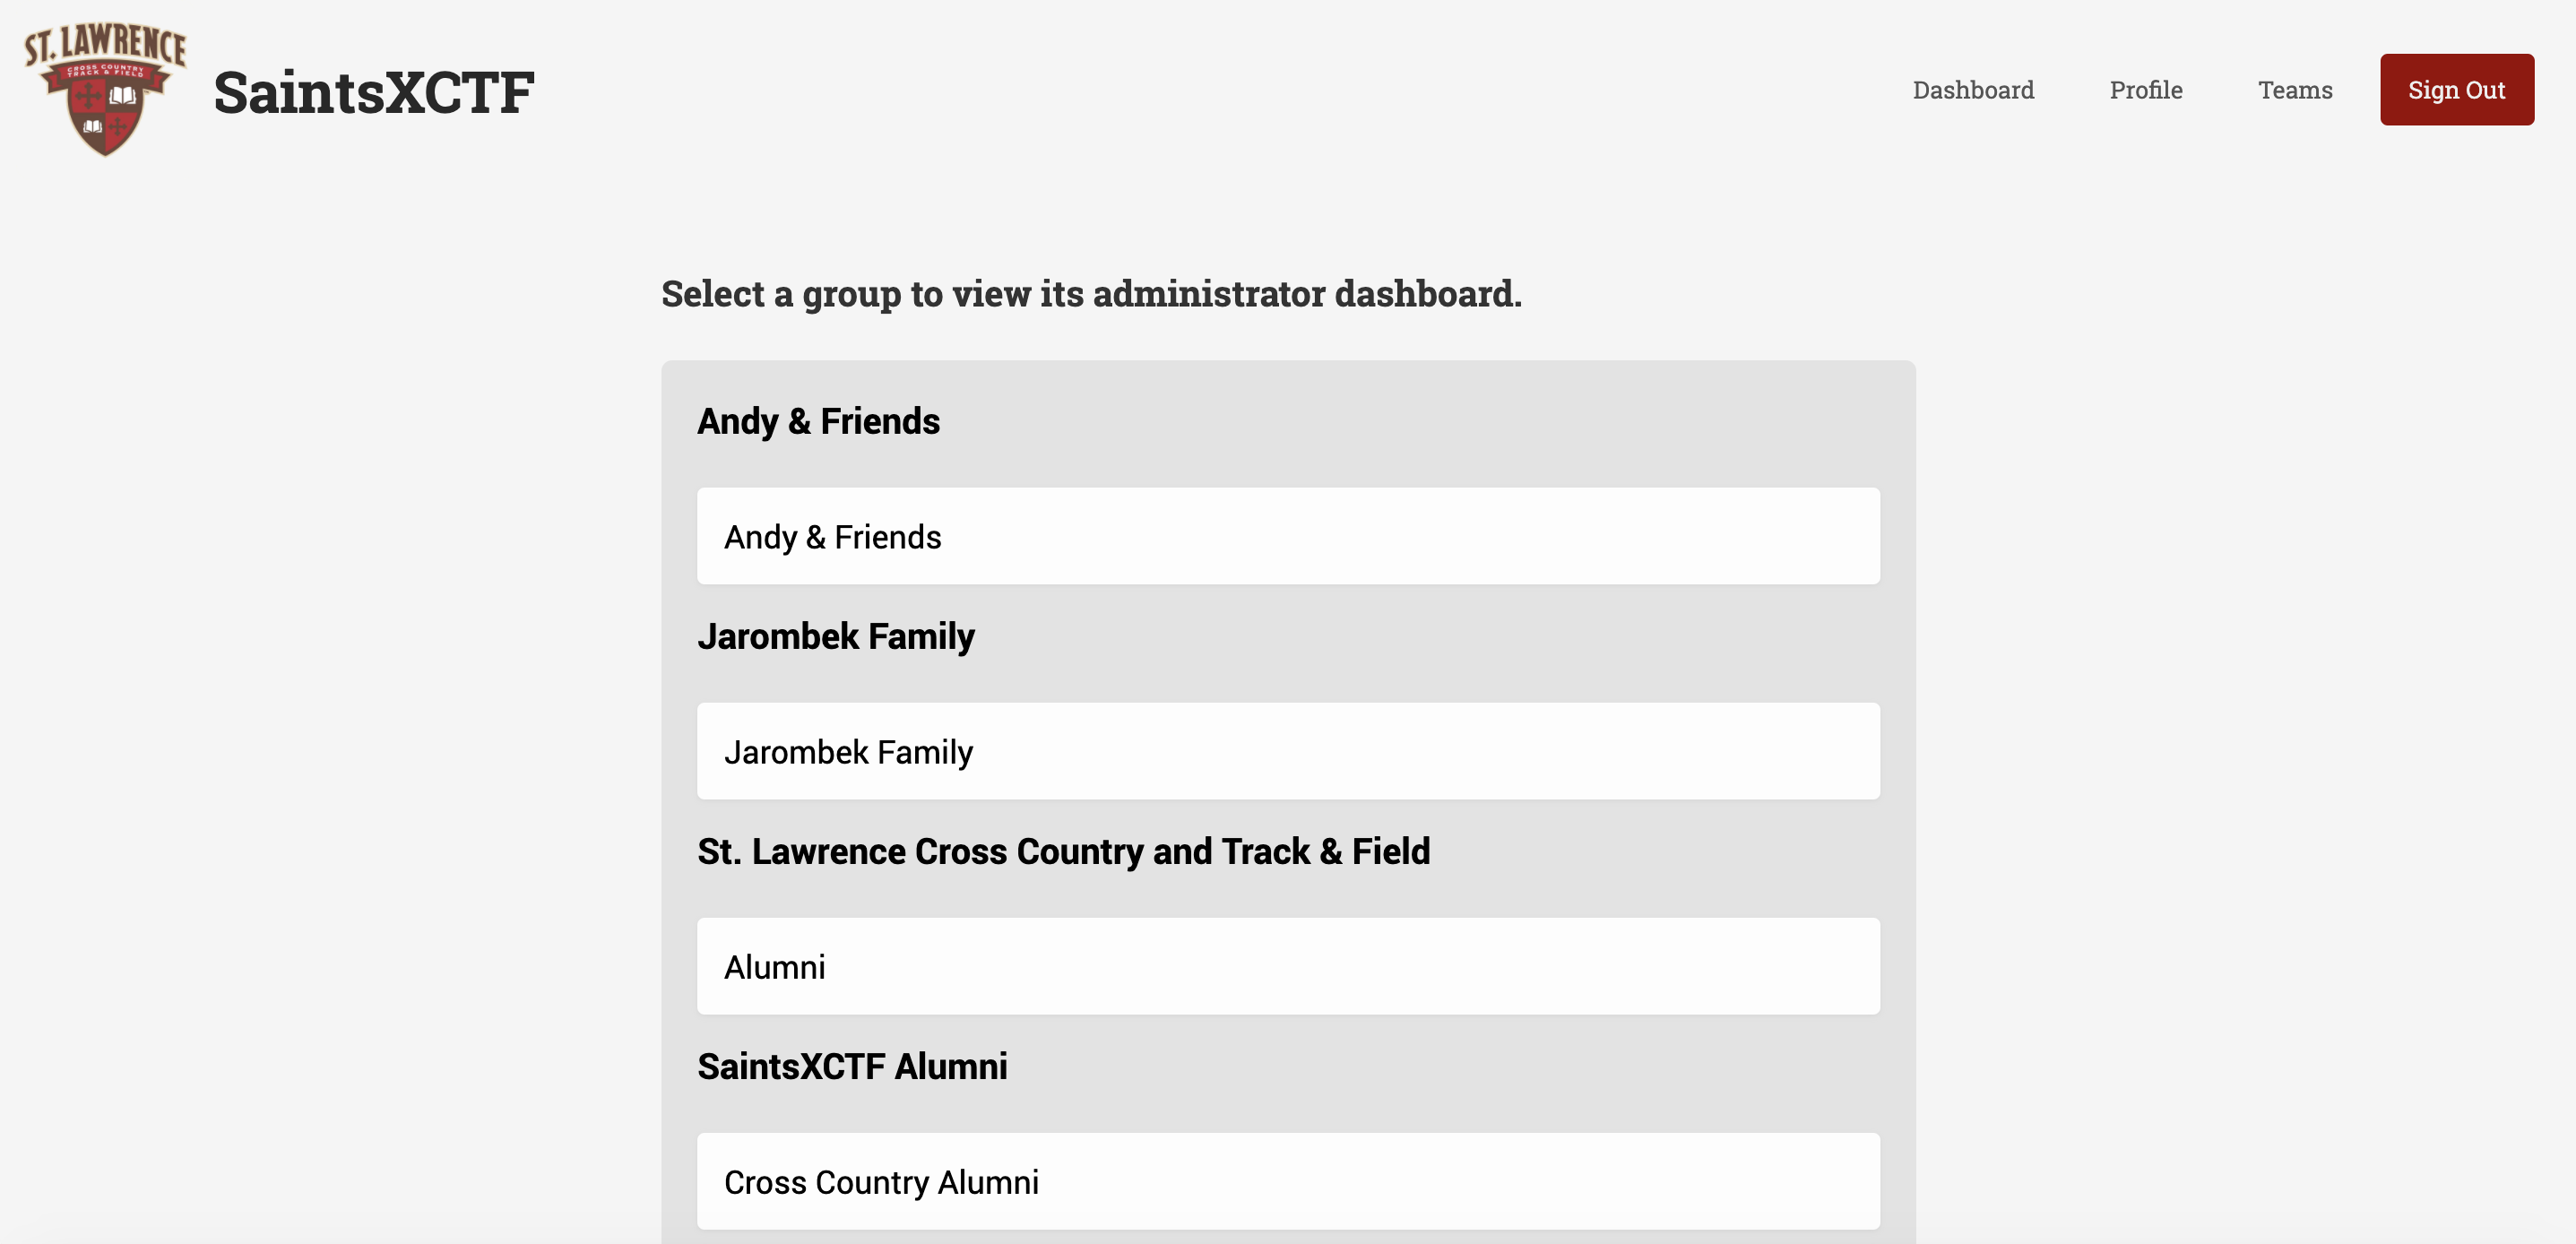 ST. LAWRENCE
CROSS COUNTRY
TRACK & FIELD
SaintsXCTF
Dashboard
Profile
Teams
Sign Out
Select a group to view its administrator dashboard.
Andy & Friends
Andy & Friends
Jarombek Family
Jarombek Family
St. Lawrence Cross Country and Track & Field
Alumni
SaintsXCTF Alumni
Cross Country Alumni